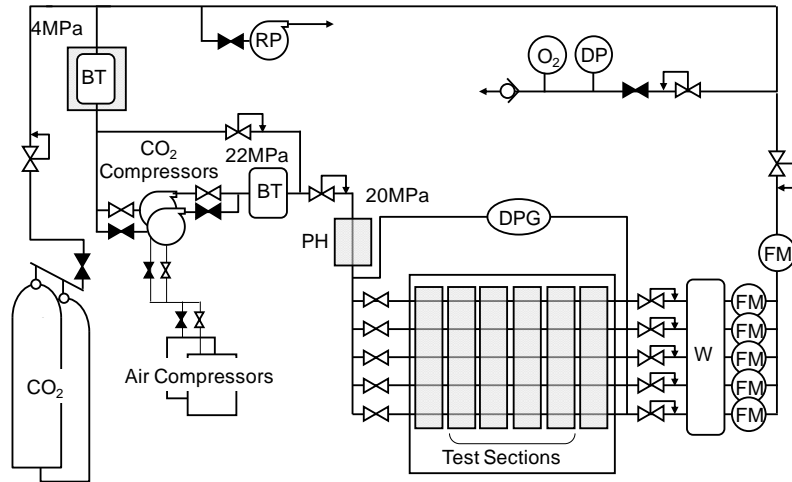 4MPa
RP
O₂
DP
BT
CO₂
Compressors
22MPa
BT
20MPa
PH
DPG
FM
FM
FM
FM
FM
FM
W
CO₂
Air Compressors
Test Sections